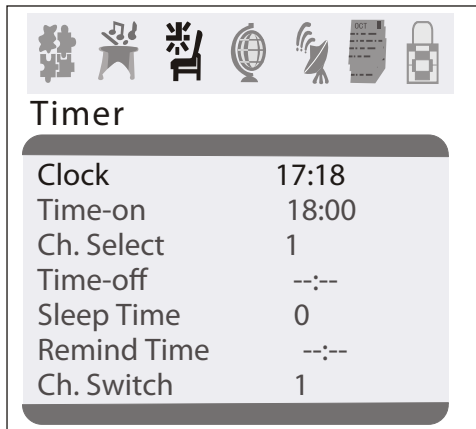 OCT
Timer
Clock 17:18
Time-on 18:00
Ch. Select 1
Time-off --:--
Sleep Time 0
Remind Time --:--
Ch. Switch 1